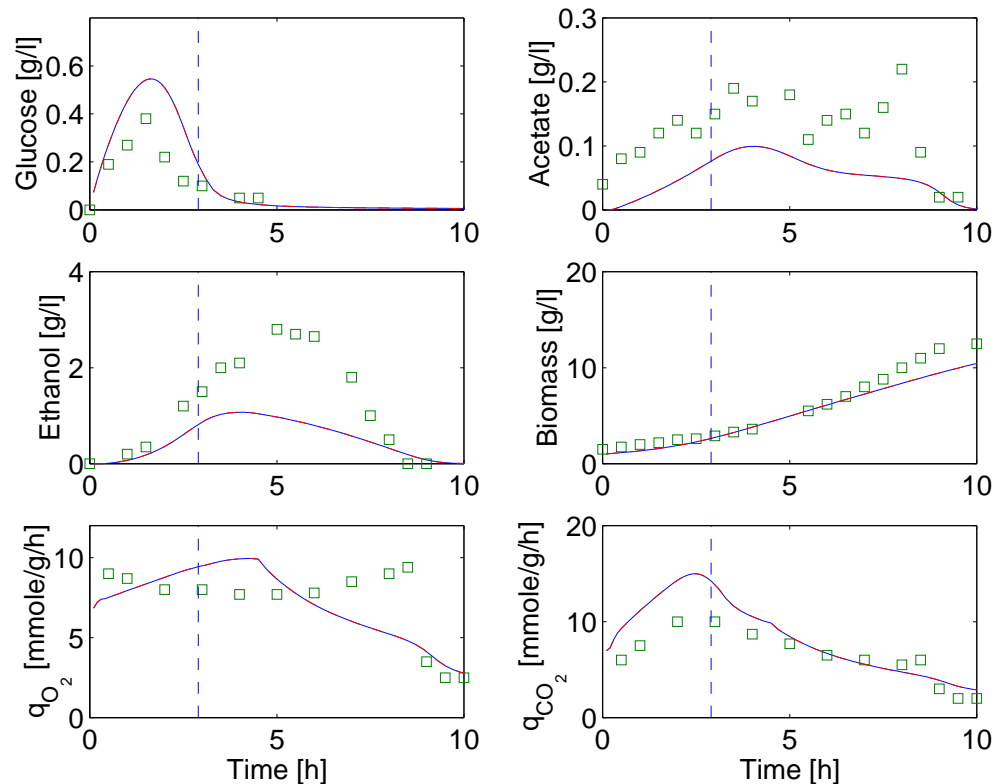 Glucose [g/l]
0.6
0.4
0.2
0
0 5 10
Acetate [g/l]
0.3
0.2
0.1
0
0 5 10
Ethanol [g/l]
4
2
0
0 5 10
Biomass [g/l]
20
10
0
0 5 10
qO2 [mmole/g/h]
10
5
0
0 5 10
Time [h]
qCO2 [mmole/g/h]
20
10
0
0 5 10
Time [h]